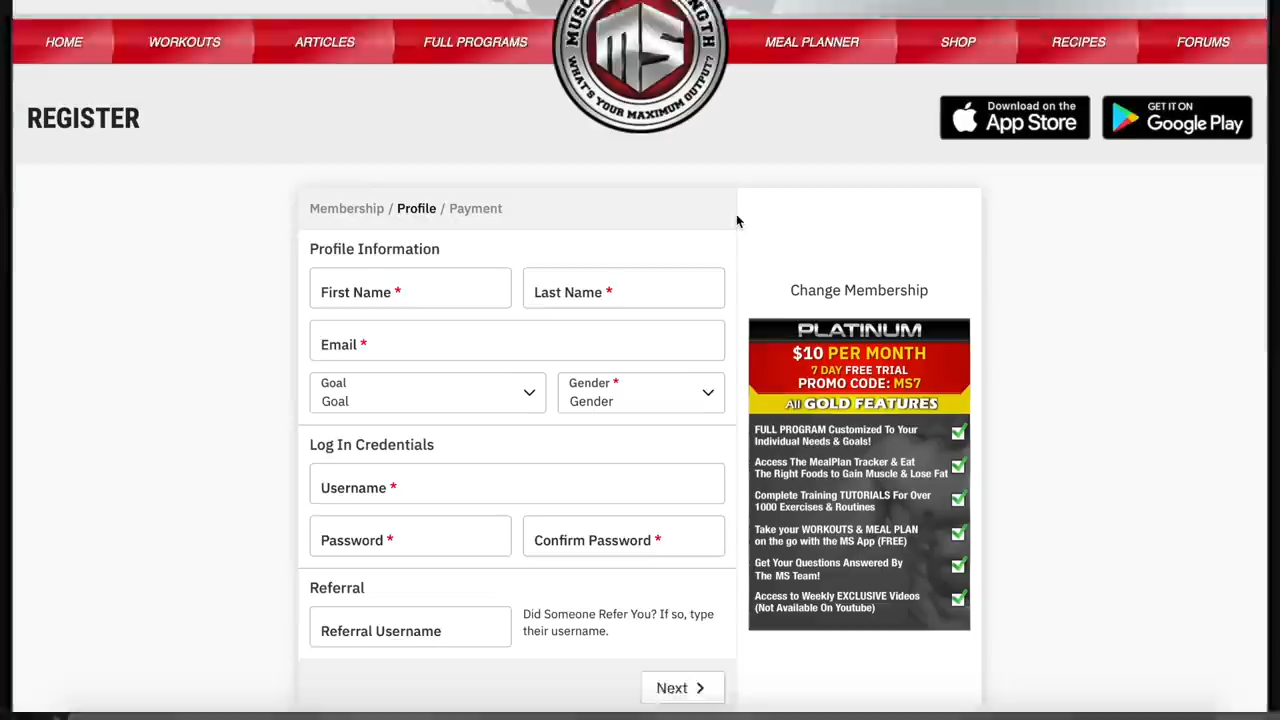 HOME
WORKOUTS
ARTICLES
FULL PROGRAMS
MEAL PLANNER
SHOP
RECIPES
FORUMS
MS
WHAT'S YOUR MAXIMUM OUTPUT?
REGISTER
Download on the
App Store
GET IT ON
Google Play
Membership / Profile / Payment
Profile Information
First Name *
Last Name *
Email *
Goal
Goal
Gender *
Gender
Log In Credentials
Username *
Password *
Confirm Password *
Referral
Referral Username
Did Someone Refer You? If so, type
their username.
Next
Change Membership
PLATINUM
$10 PER MONTH
7 DAY FREE TRIAL
PROMO CODE: MS7
All GOLD FEATURES
FULL PROGRAM Customized To Your
Individual Needs & Goals!
Access The MealPlan Tracker & Eat
The Right Foods to Gain Muscle & Lose Fat
Complete Training TUTORIALS For Over
1000 Exercises & Routines
Take your WORKOUTS & MEAL PLAN
on the go with the MS App (FREE)
Get Your Questions Answered By
The MS Team!
Access to Weekly EXCLUSIVE Videos
(Not Available On Youtube)